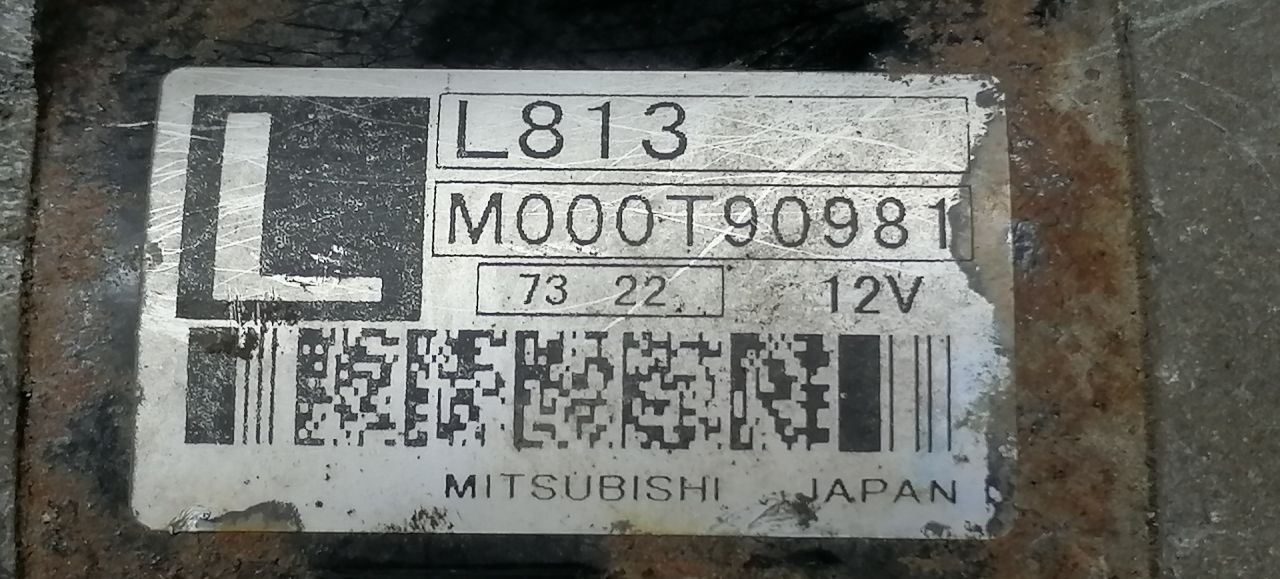 L
L813
M000T90981
73 22
12V
MITSUBISHI JAPAN